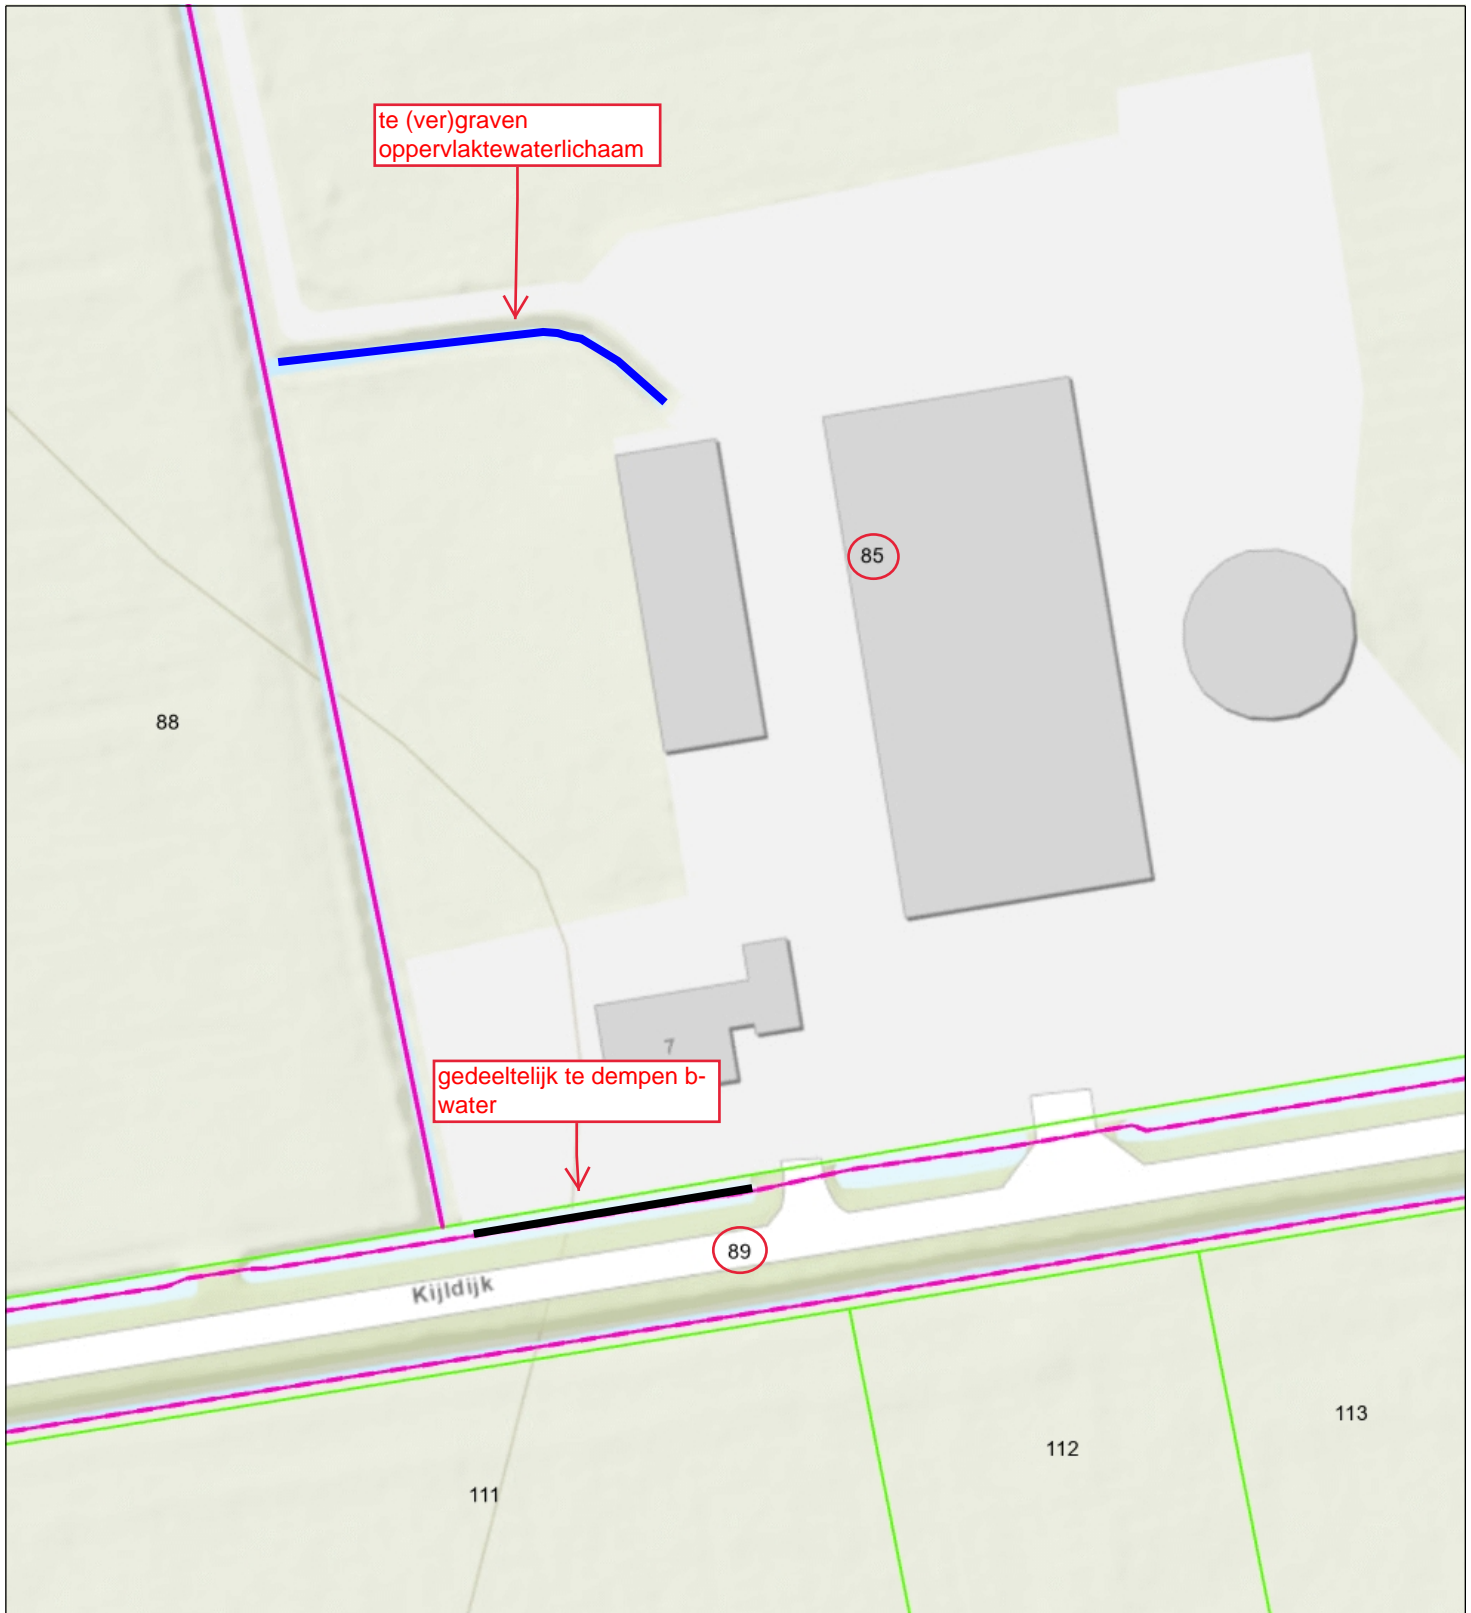 te (ver)graven
oppervlaktewaterlichaam
85
88
7
gedeeltelijk te dempen b-
water
89
Kijldijk
113
112
111